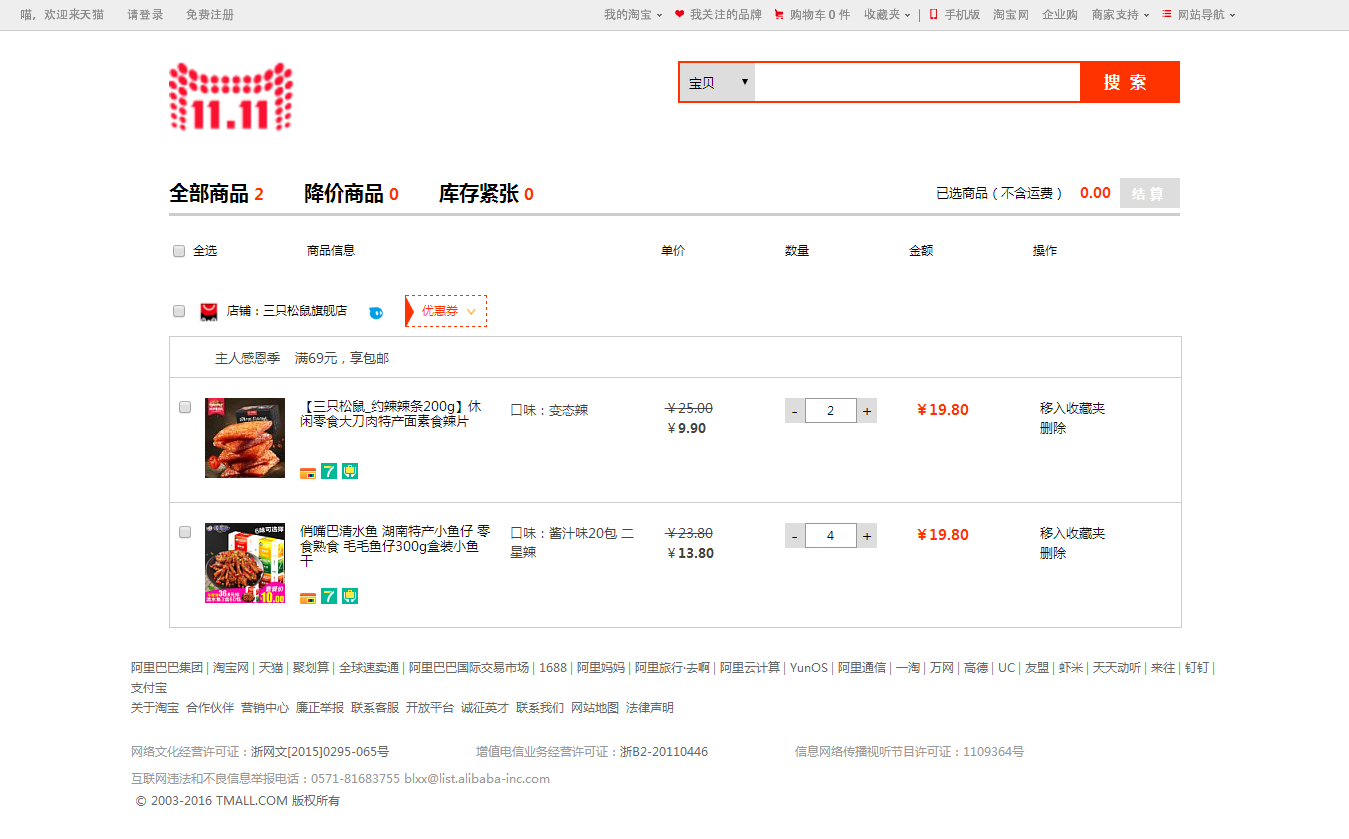 喵，欢迎来天猫 请登录 免费注册 我的淘宝 我关注的品牌 购物车 0 件 收藏夹 | 手机版 淘宝网 企业购 商家支持 网站导航
11.11
宝贝 搜 索
全部商品 2 降价商品 0 库存紧张 0 已选商品（不含运费） 0.00 结 算
全选 商品信息 单价 数量 金额 操作
店铺：三只松鼠旗舰店 优惠券
主人感恩季 满69元，享包邮
【三只松鼠_约辣辣条200g】休 口味：变态辣 ￥25.00 - 2 + ￥19.80 移入收藏夹
闲零食大刀肉特产面素食辣片 ￥9.90 删除
7
俏嘴巴清水鱼 湖南特产小鱼仔 零 口味：酱汁味20包 二 ￥23.80 - 4 + ￥19.80 移入收藏夹
食熟食 毛毛鱼仔300g盒装小鱼 星辣 ￥13.80 删除
干
6味可选择
10.00
7
阿里巴巴集团 | 淘宝网 | 天猫 | 聚划算 | 全球速卖通 | 阿里巴巴国际交易市场 | 1688 | 阿里妈妈 | 阿里旅行·去啊 | 阿里云计算 | YunOS | 阿里通信 | 一淘 | 万网 | 高德 | UC | 友盟 | 虾米 | 天天动听 | 来往 | 钉钉 |
支付宝
关于淘宝 合作伙伴 营销中心 廉正举报 联系客服 开放平台 诚征英才 联系我们 网站地图 法律声明
网络文化经营许可证：浙网文[2015]0295-065号 增值电信业务经营许可证：浙B2-20110446 信息网络传播视听节目许可证：1109364号
互联网违法和不良信息举报电话：0571-81683755 blxx@list.alibaba-inc.com
© 2003-2016 TMALL.COM 版权所有